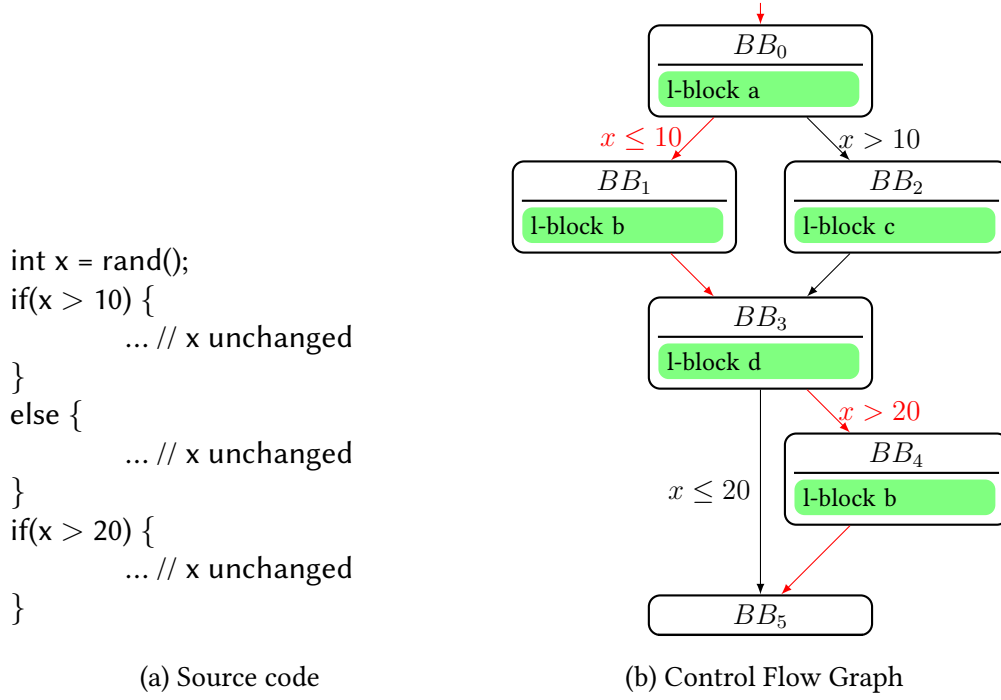 int x = rand();
if(x > 10) {
... // x unchanged
}
else {
... // x unchanged
}
if(x > 20) {
... // x unchanged
}
(a) Source code
BB₀
l-block a
x ≤ 10
x > 10
BB₁
l-block b
BB₂
l-block c
BB₃
l-block d
x > 20
x ≤ 20
BB₄
l-block b
BB₅
(b) Control Flow Graph